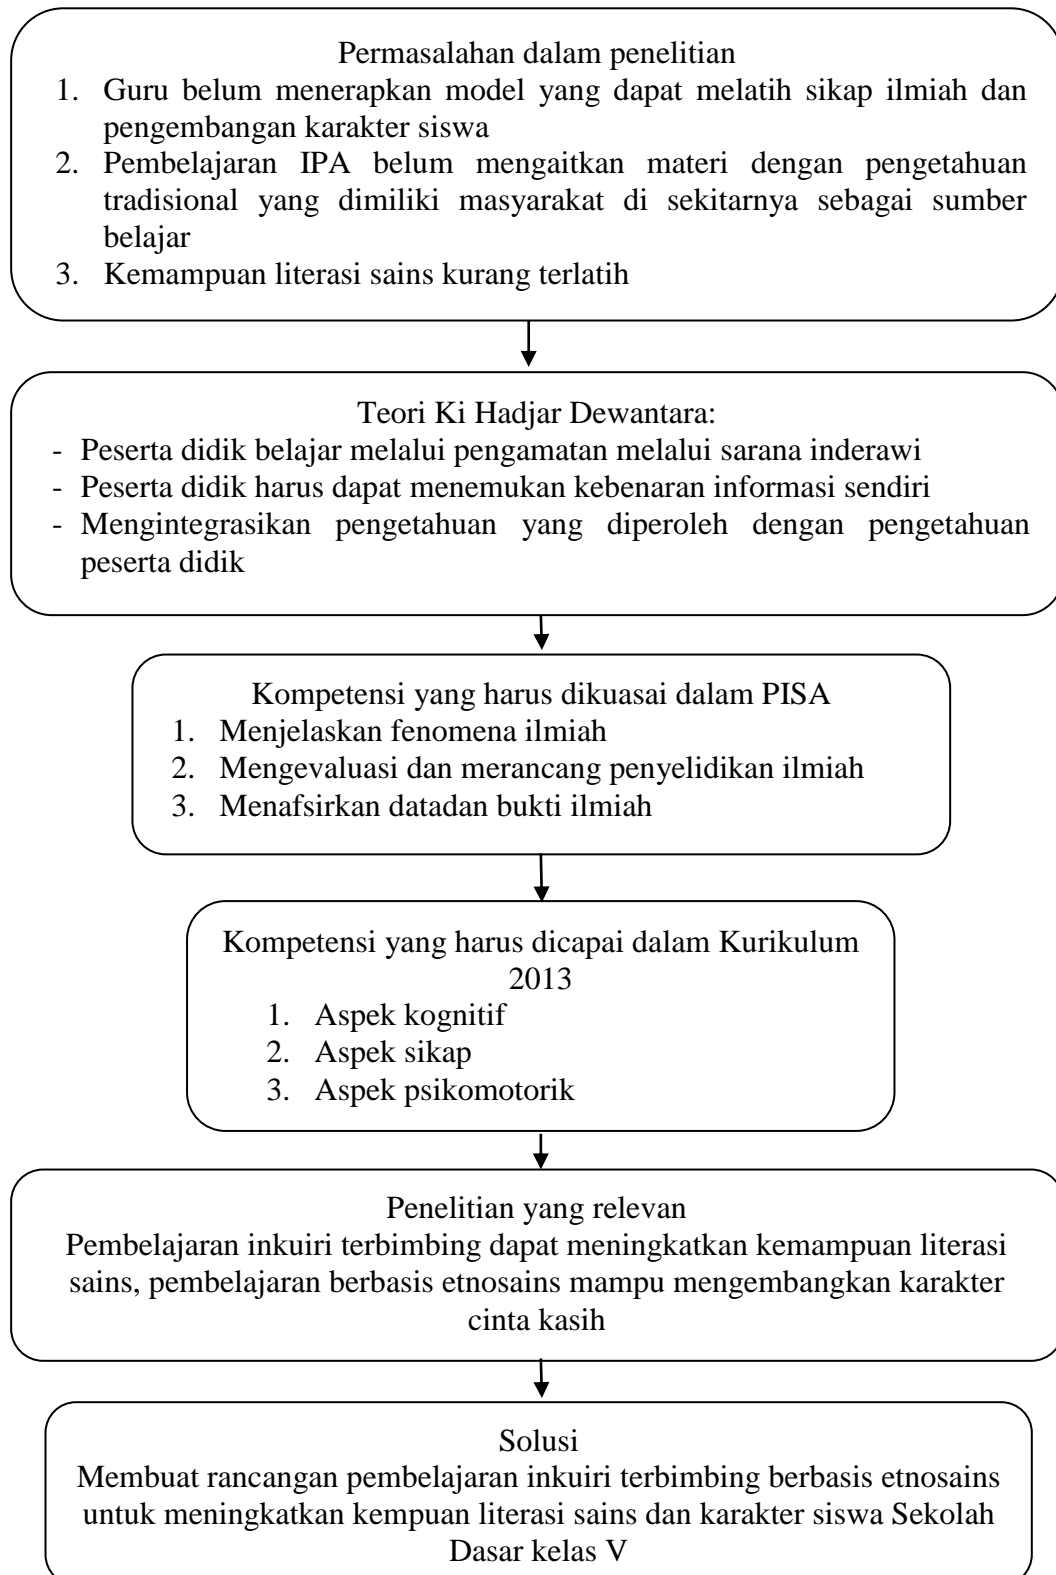 Permasalahan dalam penelitian
1. Guru belum menerapkan model yang dapat melatih sikap ilmiah dan
pengembangan karakter siswa
2. Pembelajaran IPA belum mengaitkan materi dengan pengetahuan
tradisional yang dimiliki masyarakat di sekitarnya sebagai sumber
belajar
3. Kemampuan literasi sains kurang terlatih
Teori Ki Hadjar Dewantara:
- Peserta didik belajar melalui pengamatan melalui sarana inderawi
- Peserta didik harus dapat menemukan kebenaran informasi sendiri
- Mengintegrasikan pengetahuan yang diperoleh dengan pengetahuan
peserta didik
Kompetensi yang harus dikuasai dalam PISA
1. Menjelaskan fenomena ilmiah
2. Mengevaluasi dan merancang penyelidikan ilmiah
3. Menafsirkan datadan bukti ilmiah
Kompetensi yang harus dicapai dalam Kurikulum
2013
1. Aspek kognitif
2. Aspek sikap
3. Aspek psikomotorik
Penelitian yang relevan
Pembelajaran inkuiri terbimbing dapat meningkatkan kemampuan literasi
sains, pembelajaran berbasis etnosains mampu mengembangkan karakter
cinta kasih
Solusi
Membuat rancangan pembelajaran inkuiri terbimbing berbasis etnosains
untuk meningkatkan kempuan literasi sains dan karakter siswa Sekolah
Dasar kelas V